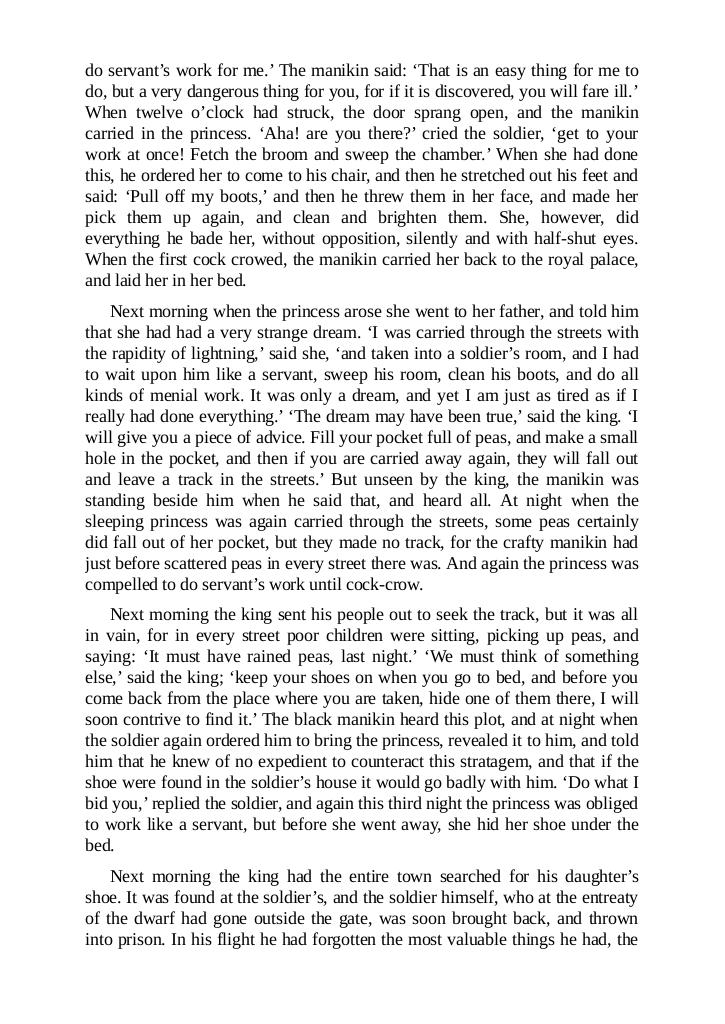 do servant’s work for me.’ The manikin said: ‘That is an easy thing for me to
do, but a very dangerous thing for you, for if it is discovered, you will fare ill.’
When twelve o’clock had struck, the door sprang open, and the manikin
carried in the princess. ‘Aha! are you there?’ cried the soldier, ‘get to your
work at once! Fetch the broom and sweep the chamber.’ When she had done
this, he ordered her to come to his chair, and then he stretched out his feet and
said: ‘Pull off my boots,’ and then he threw them in her face, and made her
pick them up again, and clean and brighten them. She, however, did
everything he bade her, without opposition, silently and with half-shut eyes.
When the first cock crowed, the manikin carried her back to the royal palace,
and laid her in her bed.
Next morning when the princess arose she went to her father, and told him
that she had had a very strange dream. ‘I was carried through the streets with
the rapidity of lightning,’ said she, ‘and taken into a soldier’s room, and I had
to wait upon him like a servant, sweep his room, clean his boots, and do all
kinds of menial work. It was only a dream, and yet I am just as tired as if I
really had done everything.’ ‘The dream may have been true,’ said the king. ‘I
will give you a piece of advice. Fill your pocket full of peas, and make a small
hole in the pocket, and then if you are carried away again, they will fall out
and leave a track in the streets.’ But unseen by the king, the manikin was
standing beside him when he said that, and heard all. At night when the
sleeping princess was again carried through the streets, some peas certainly
did fall out of her pocket, but they made no track, for the crafty manikin had
just before scattered peas in every street there was. And again the princess was
compelled to do servant’s work until cock-crow.
Next morning the king sent his people out to seek the track, but it was all
in vain, for in every street poor children were sitting, picking up peas, and
saying: ‘It must have rained peas, last night.’ ‘We must think of something
else,’ said the king; ‘keep your shoes on when you go to bed, and before you
come back from the place where you are taken, hide one of them there, I will
soon contrive to find it.’ The black manikin heard this plot, and at night when
the soldier again ordered him to bring the princess, revealed it to him, and told
him that he knew of no expedient to counteract this stratagem, and that if the
shoe were found in the soldier’s house it would go badly with him. ‘Do what I
bid you,’ replied the soldier, and again this third night the princess was obliged
to work like a servant, but before she went away, she hid her shoe under the
bed.
Next morning the king had the entire town searched for his daughter’s
shoe. It was found at the soldier’s, and the soldier himself, who at the entreaty
of the dwarf had gone outside the gate, was soon brought back, and thrown
into prison. In his flight he had forgotten the most valuable things he had, the